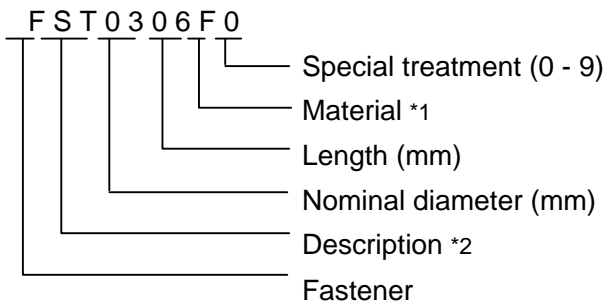 F S T 0 3 0 6 F 0
Special treatment (0 - 9)
Material *1
Length (mm)
Nominal diameter (mm)
Description *2
Fastener